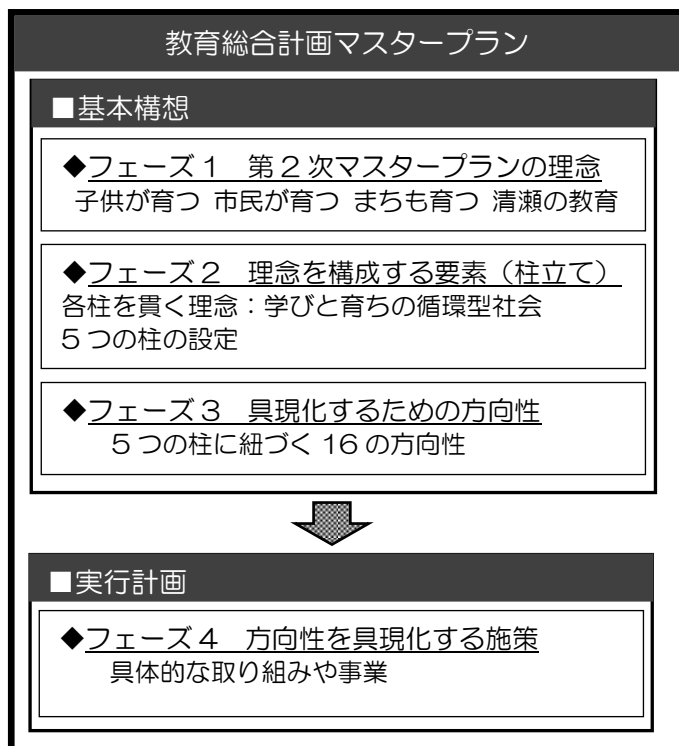 教育総合計画マスタープラン
■基本構想
◆フェーズ１　第２次マスタープランの理念
子供が育つ 市民が育つ まちも育つ 清瀬の教育
◆フェーズ２　理念を構成する要素（柱立て）
各柱を貫く理念：学びと育ちの循環型社会
５つの柱の設定
◆フェーズ３　具現化するための方向性
５つの柱に紐づく 16 の方向性
■実行計画
◆フェーズ４　方向性を具現化する施策
具体的な取り組みや事業